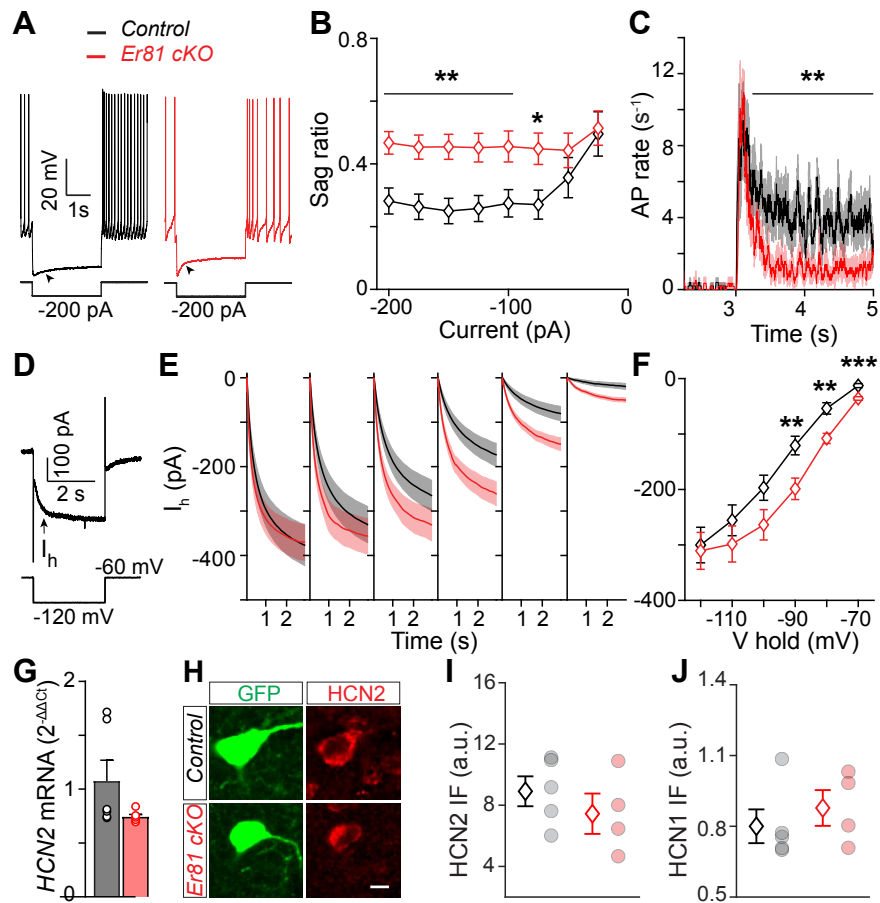 A
Control
Er81 cKO
20 mV
1s
-200 pA
-200 pA
B
**
*
Sag ratio
0.8
0.4
0
-200
-100
0
Current (pA)
C
**
AP rate (s⁻¹)
12
8
4
0
3
4
5
Time (s)
D
100 pA
2 s
Ih
-60 mV
-120 mV
E
Ih (pA)
0
-200
-400
1 2
1 2
1 2
1 2
1 2
1 2
Time (s)
F
***
**
**
0
-200
-400
-110
-90
-70
V hold (mV)
G
HCN2 mRNA (2-ΔΔCt)
2
1
0
H
GFP
HCN2
Control
Er81 cKO
I
HCN2 IF (a.u.)
16
12
8
4
J
HCN1 IF (a.u.)
1.1
0.8
0.5